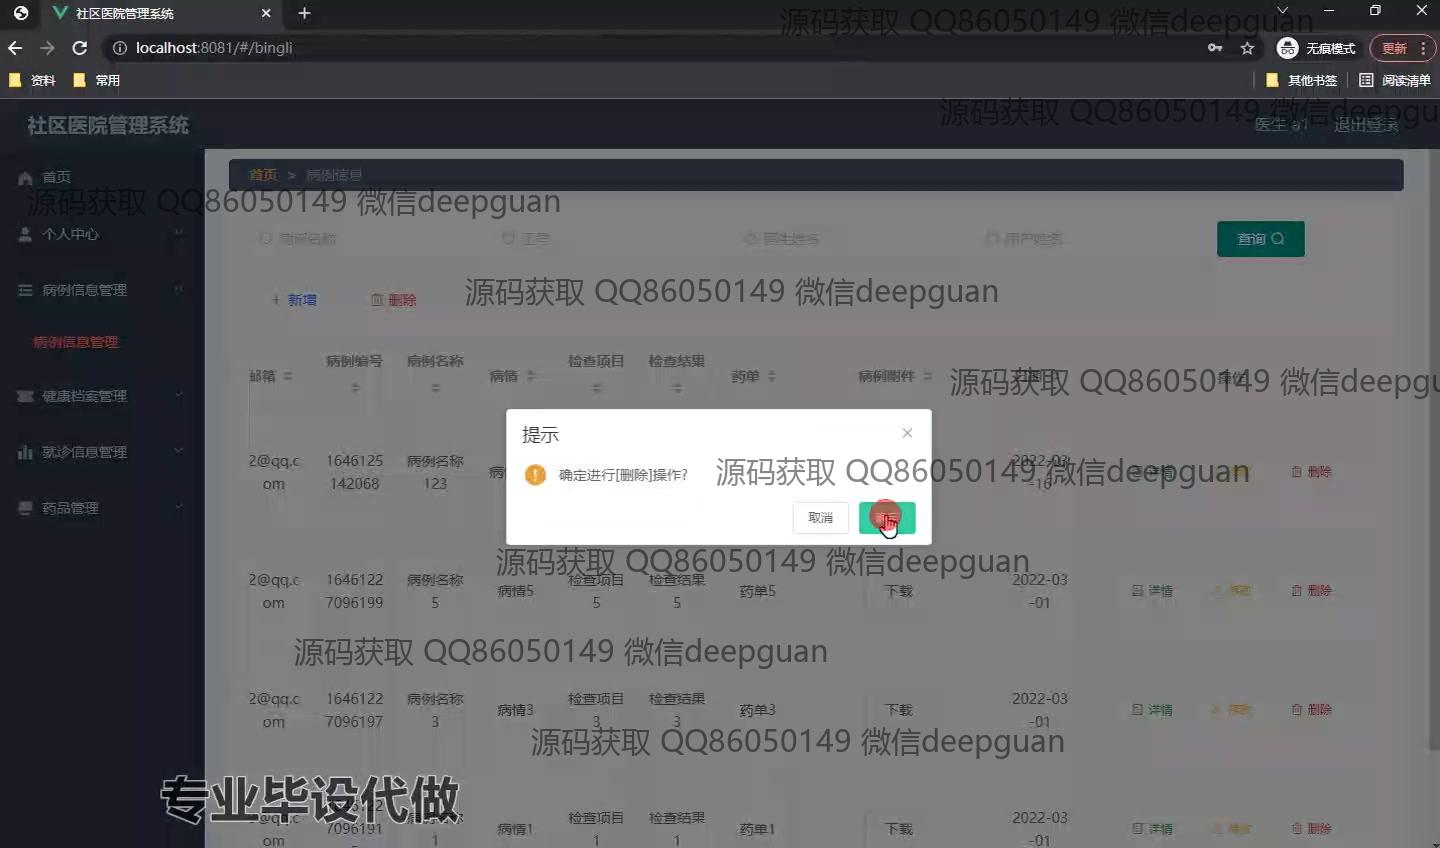 社区医院管理系统
源码获取 QQ86050149 微信deepguan
localhost:8081/#/bingli
无痕模式
更新
资料
常用
其他书签
阅读清单
源码获取 QQ86050149 微信deepgu
社区医院管理系统
医生 a1
退出登录
首页
首页 > 病例信息
源码获取 QQ86050149 微信deepguan
个人中心
病例名称
工号
医生姓名
用户姓名
查询
病例信息管理
新增
删除
源码获取 QQ86050149 微信deepguan
病例信息管理
邮箱
病例编号
病例名称
病情
检查项目
检查结果
药单
病例附件
源码获取 QQ86050149 微信deepgu
健康档案管理
提示
就诊信息管理
2@qq.com
1646125142068
病例名称123
确定进行[删除]操作?
源码获取 QQ86050149 微信deepguan
2022-03-16
详情
删除
药品管理
取消
源码获取 QQ86050149 微信deepguan
2@qq.com
16461227096199
病例名称5
病情5
检查项目5
检查结果5
药单5
下载
2022-03-01
详情
修改
删除
源码获取 QQ86050149 微信deepguan
2@qq.com
16461227096197
病例名称3
病情3
检查项目3
检查结果3
药单3
下载
2022-03-01
详情
修改
删除
源码获取 QQ86050149 微信deepguan
专业毕设代做
7096191
病情1
检查项目1
检查结果1
药单1
下载
2022-03-01
详情
修改
删除